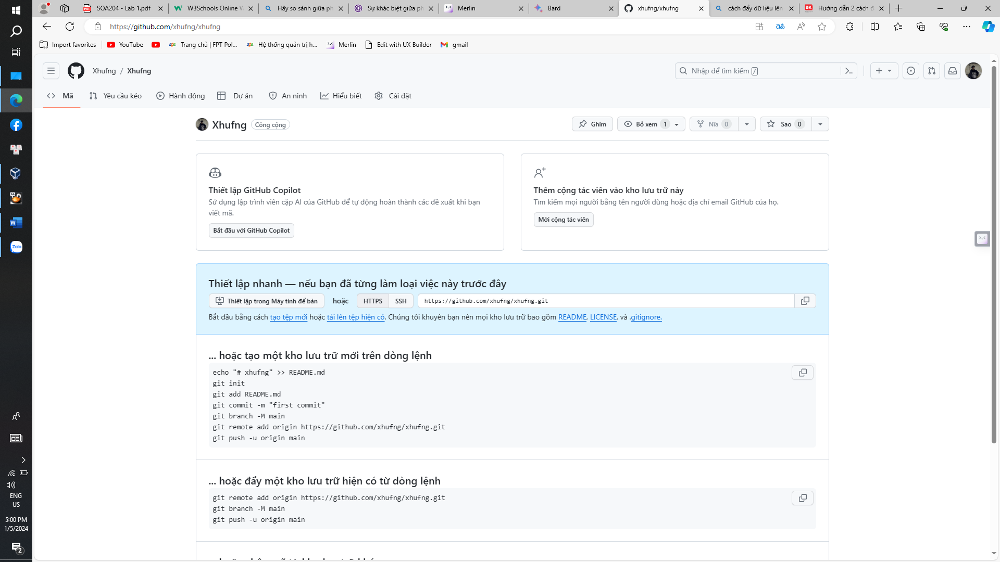 SOA204 - Lab 1.pdf
W3Schools Online W
Hãy so sánh giữa ph
Sự khác biệt giữa ph
Merlin
Bard
xhufng/xhufng
cách đẩy dữ liệu lên
Hướng dẫn 2 cách đ
https://github.com/xhufng/xhufng
Import favorites
YouTube
Trang chủ | FPT Pol...
Hệ thống quản trị h...
Merlin
Edit with UX Builder
gmail
Xhufng / Xhufng
Nhập để tìm kiếm /
Mã
Yêu cầu kéo
Hành động
Dự án
An ninh
Hiểu biết
Cài đặt
Xhufng Công cộng
Ghim
Bỏ xem 1
Nĩa 0
Sao 0
Thiết lập GitHub Copilot
Sử dụng lập trình viên cặp AI của GitHub để tự động hoàn thành các đề xuất khi bạn
viết mã.
Bắt đầu với GitHub Copilot
Thêm cộng tác viên vào kho lưu trữ này
Tìm kiếm mọi người bằng tên người dùng hoặc địa chỉ email GitHub của họ.
Mời cộng tác viên
Thiết lập nhanh — nếu bạn đã từng làm loại việc này trước đây
Thiết lập trong Máy tính để bàn hoặc HTTPS SSH https://github.com/xhufng/xhufng.git
Bắt đầu bằng cách tạo tệp mới hoặc tải lên tệp hiện có. Chúng tôi khuyên bạn nên mọi kho lưu trữ bao gồm README, LICENSE, và .gitignore.
... hoặc tạo một kho lưu trữ mới trên dòng lệnh
echo "# xhufng" >> README.md
git init
git add README.md
git commit -m "first commit"
git branch -M main
git remote add origin https://github.com/xhufng/xhufng.git
git push -u origin main
... hoặc đẩy một kho lưu trữ hiện có từ dòng lệnh
git remote add origin https://github.com/xhufng/xhufng.git
git branch -M main
git push -u origin main
ENG
US
5:00 PM
1/5/2024
2